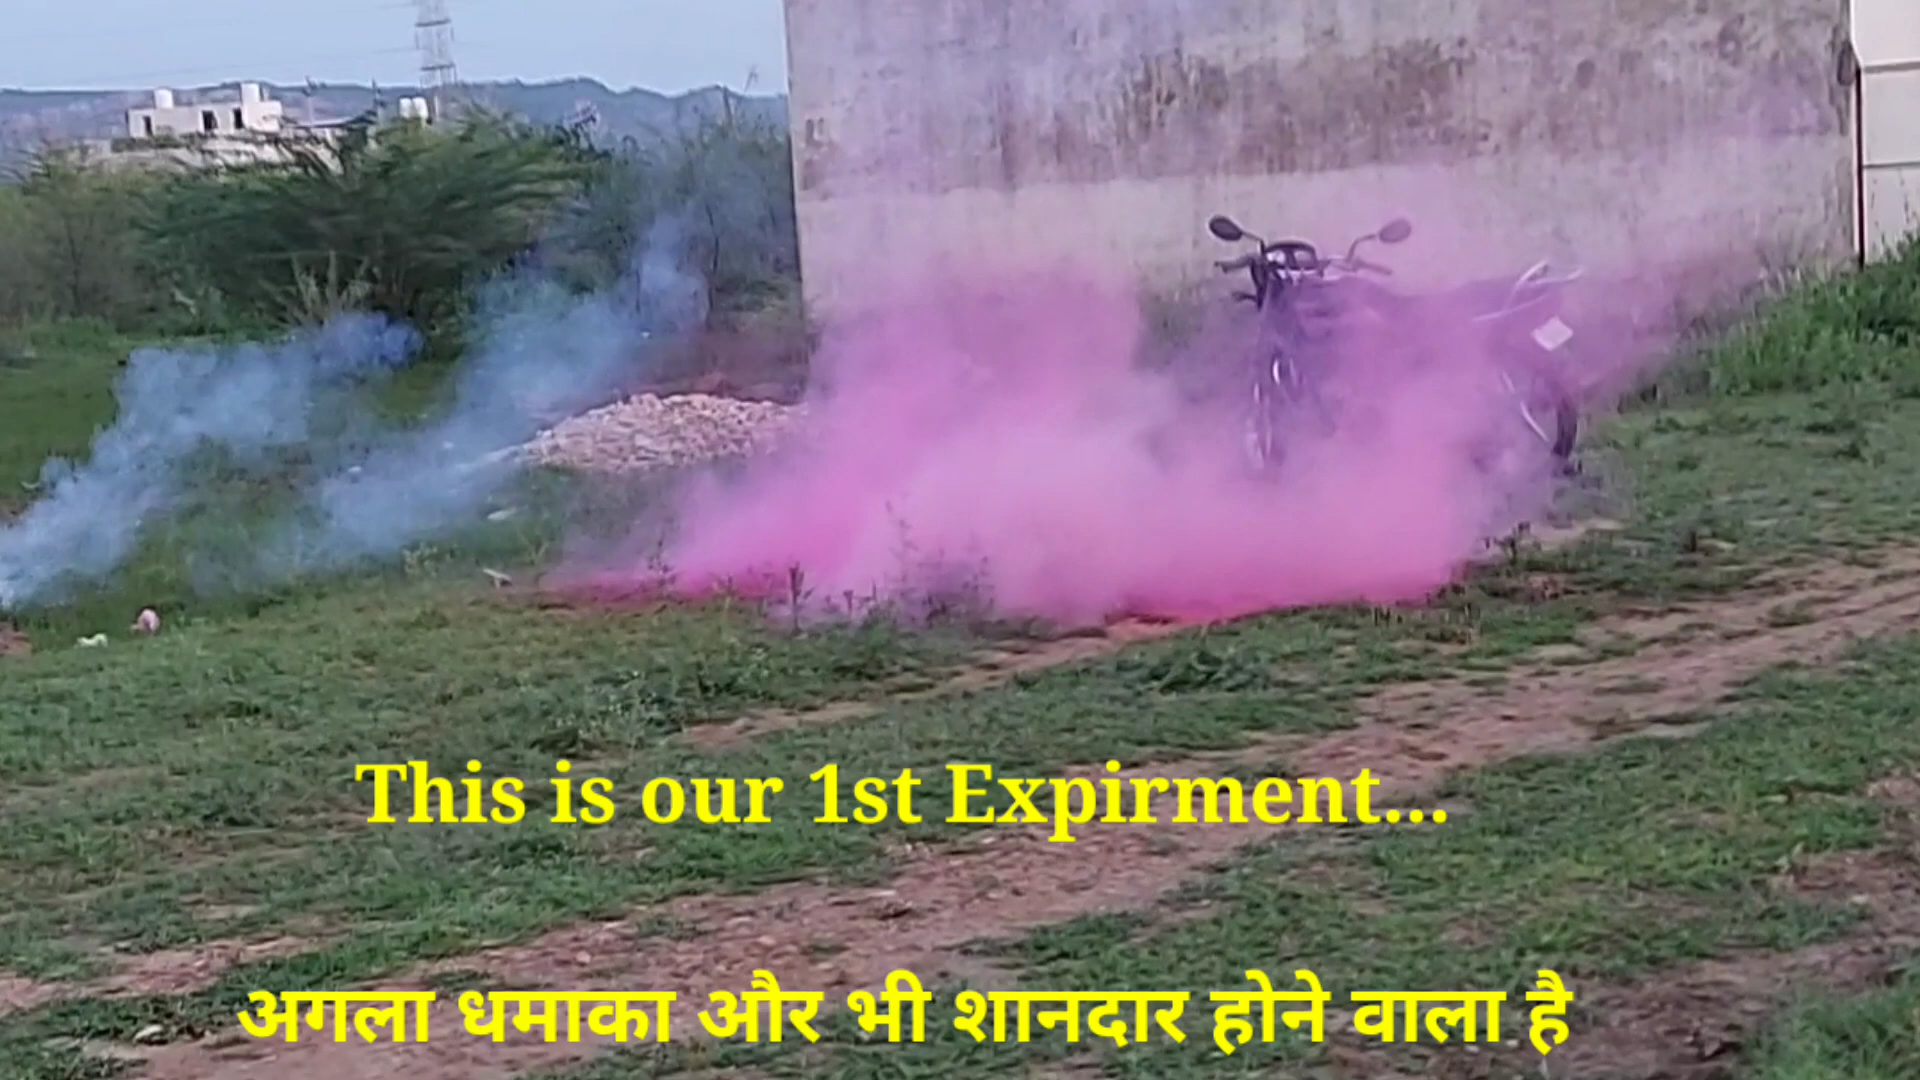 This is our 1st Expirment...
अगला धमाका और भी शानदार होने वाला है